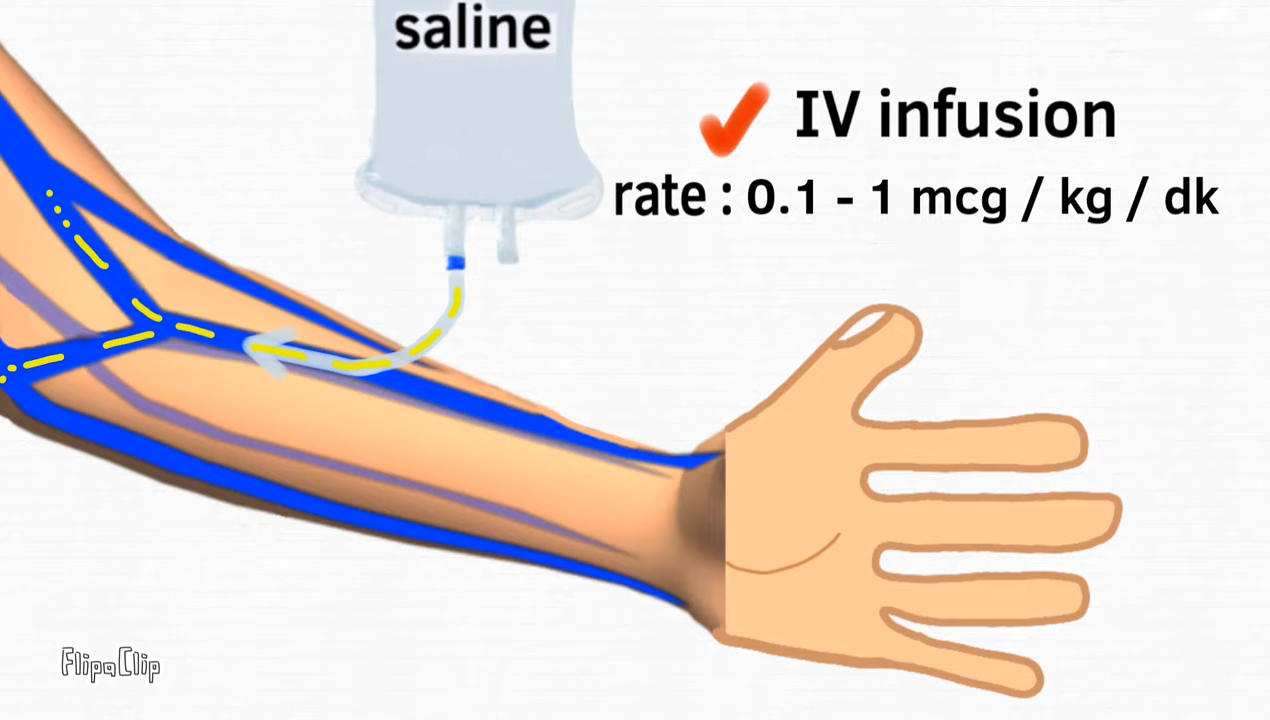 saline
IV infusion
rate : 0.1 - 1 mcg / kg / dk
FlipaClip